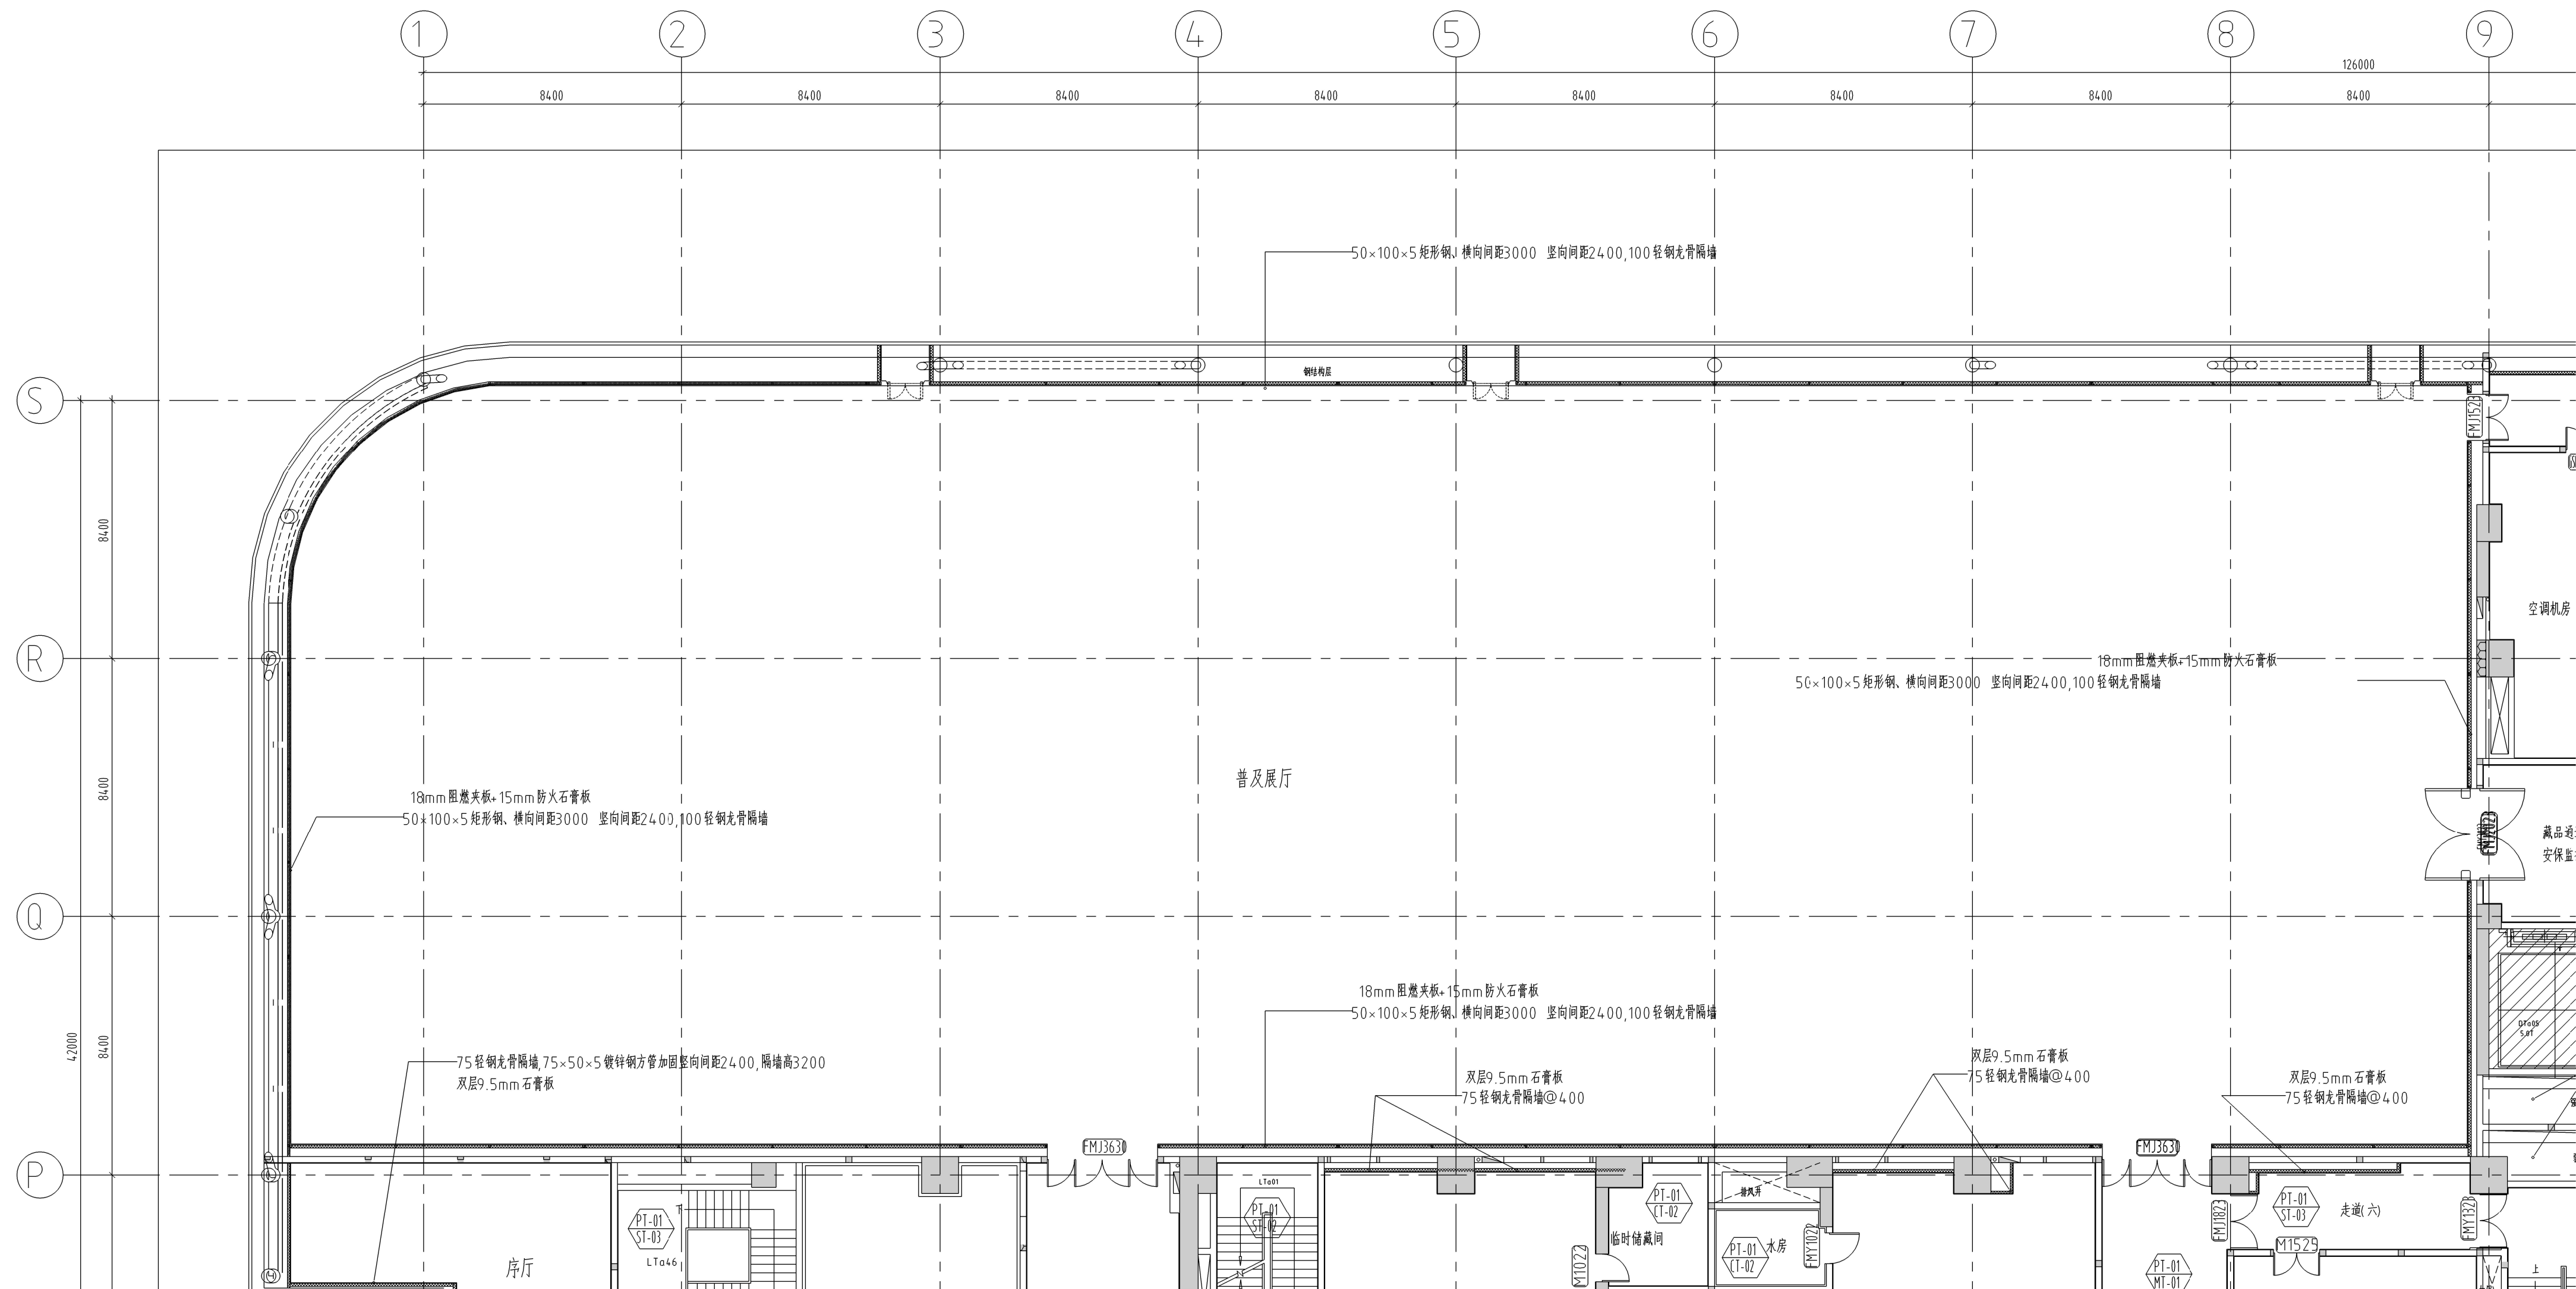 1 2 3 4 5 6 7 8 9
126000
8400 8400 8400 8400 8400 8400 8400 8400
50×100×5矩形钢、横向间距3000 竖向间距2400,100轻钢龙骨隔墙
钢结构层
S
FMJ1523
8400
空调机房
R
18mm阻燃夹板+15mm防火石膏板
50×100×5矩形钢、横向间距3000 竖向间距2400,100轻钢龙骨隔墙
普及展厅
8400
18mm阻燃夹板+15mm防火石膏板
50×100×5矩形钢、横向间距3000 竖向间距2400,100轻钢龙骨隔墙
FMJ2023
藏品通
安保监
Q
18mm阻燃夹板+15mm防火石膏板
50×100×5矩形钢、横向间距3000 竖向间距2400,100轻钢龙骨隔墙
DTa05
5.0T
42000
8400
75轻钢龙骨隔墙,75×50×5镀锌钢方管加固竖向间距2400,隔墙高3200
双层9.5mm石膏板
双层9.5mm石膏板
75轻钢龙骨隔墙@400
双层9.5mm石膏板
75轻钢龙骨隔墙@400
双层9.5mm石膏板
75轻钢龙骨隔墙@400
FMJ3630
FMJ3630
P
LTa01
排风井
PT-01
ST-03
下
LTa46
PT-01
ST-02
PT-01
CT-02
临时储藏间
M1022
PT-01
CT-02
水房
FMY1022
FMJ1823
PT-01
ST-03
走道(六)
FMY1328
M1525
序厅
PT-01
MT-01
上